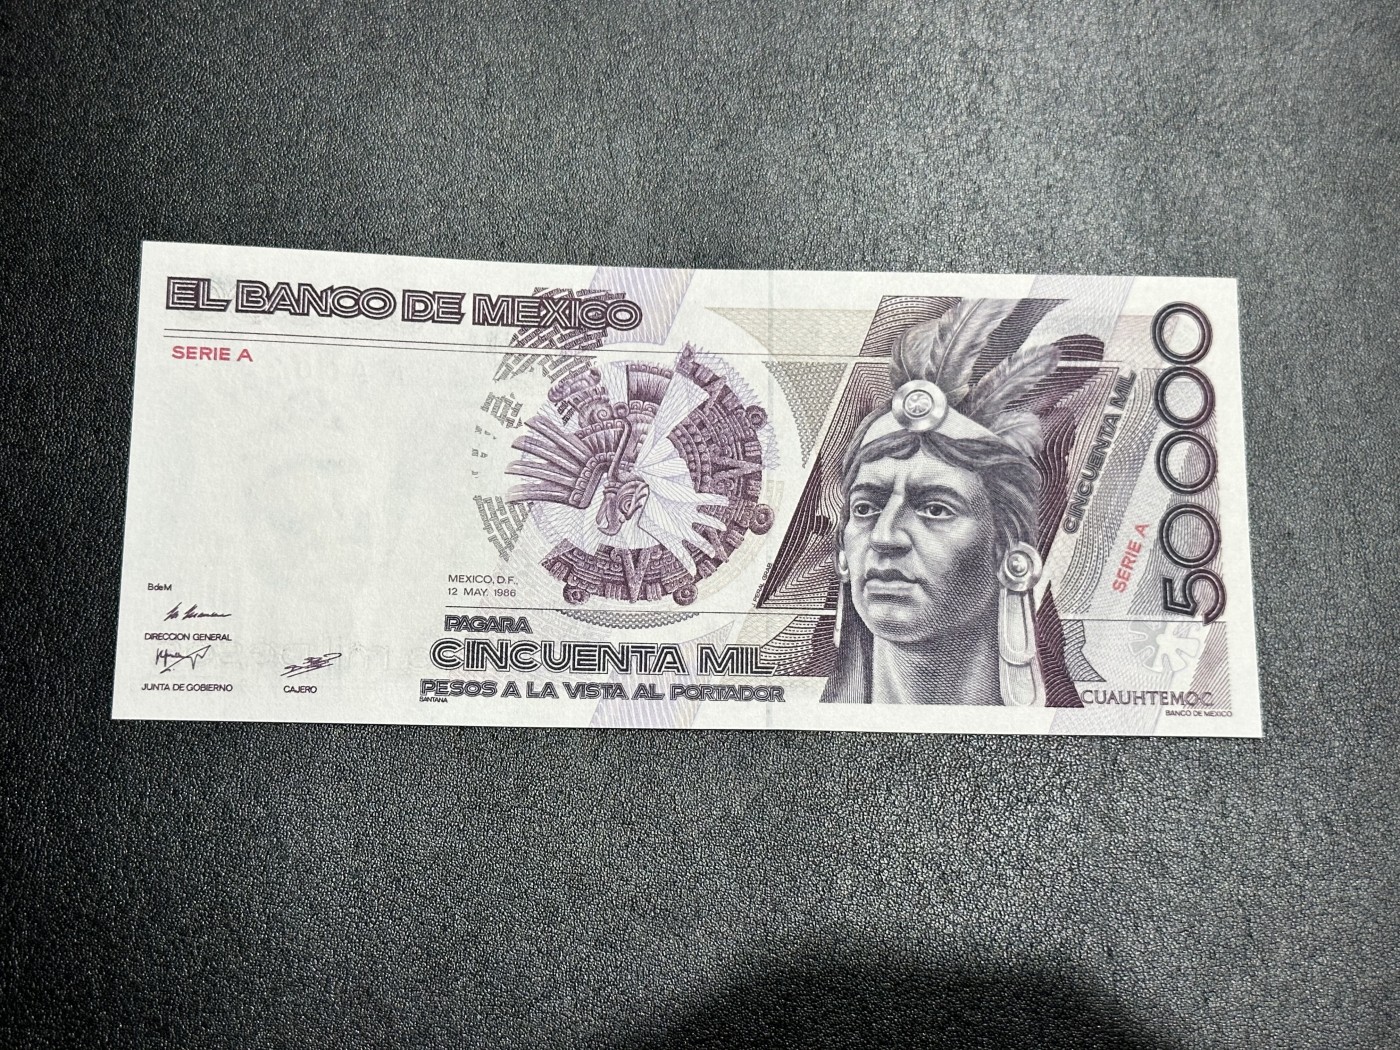 EL BANCO DE MEXICO
SERIE A
CINCUENTA MIL
50000
SERIE A
BdeM
DIRECCION GENERAL
JUNTA DE GOBIERNO
CAJERO
MEXICO, D.F.,
12 MAY. 1986
PAGARA
CINCUENTA MIL
PESOS A LA VISTA AL PORTADOR
SANTANA
CUAUHTEMOC
BANCO DE MEXICO